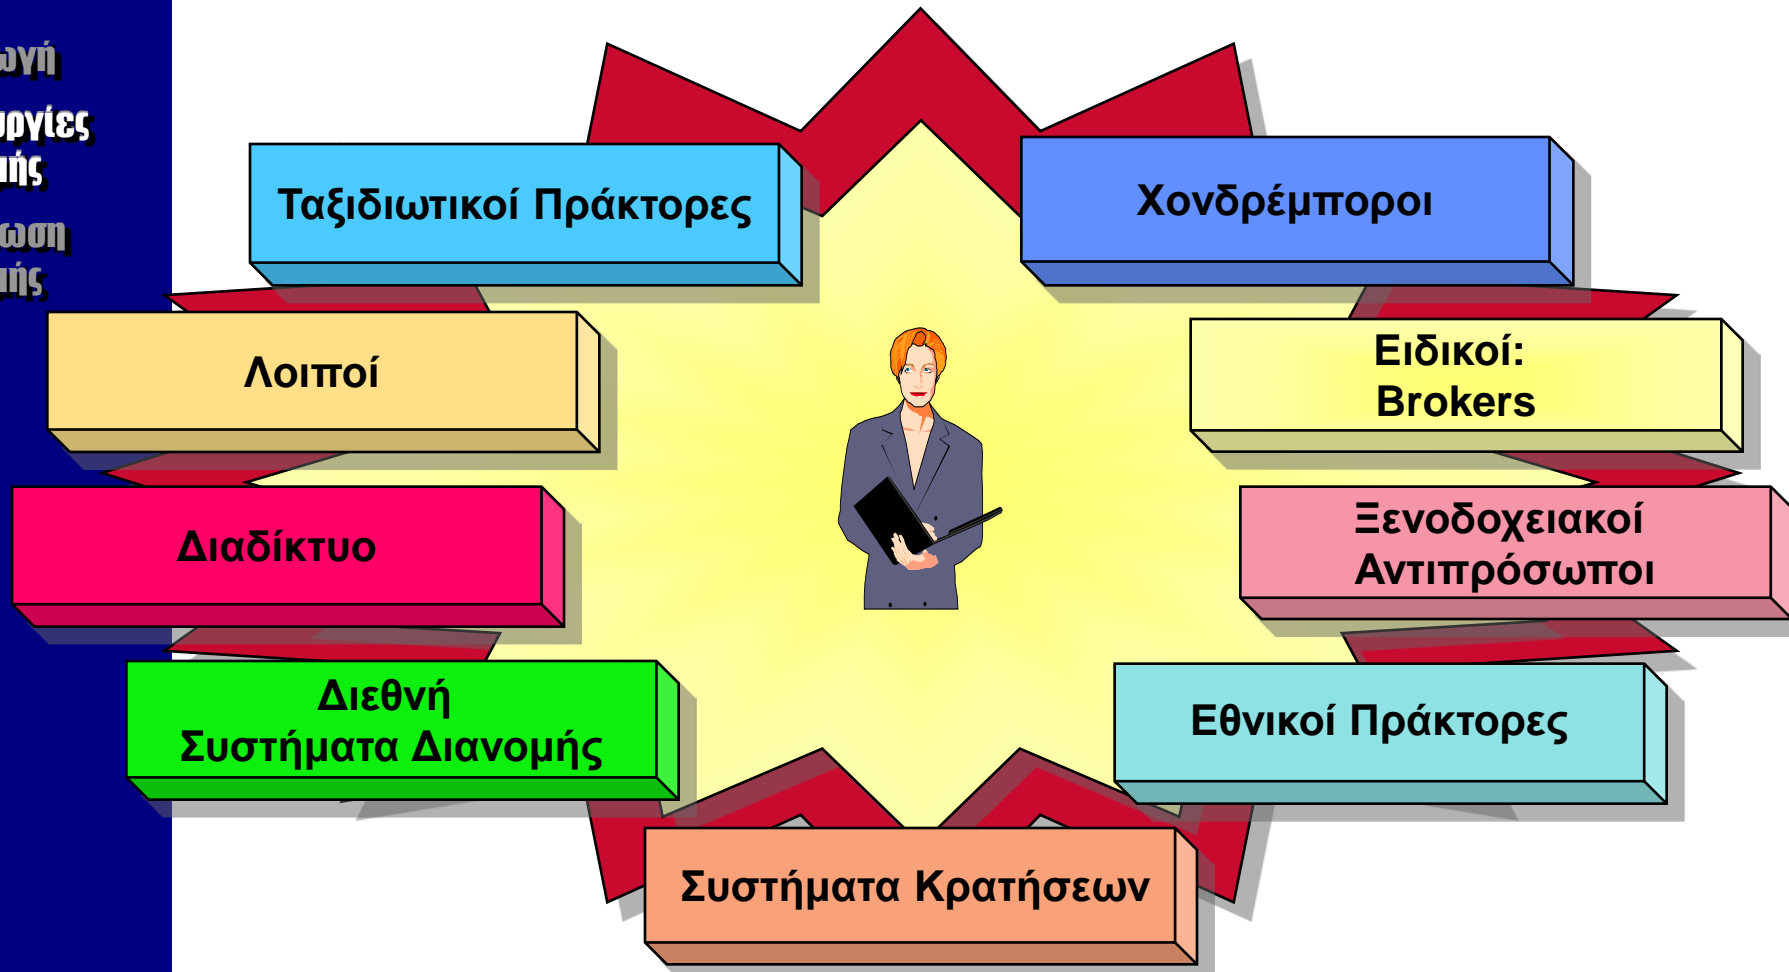 Ταξιδιωτικοί Πράκτορες
Χονδρέμποροι
Λοιποί
Ειδικοί:
Brokers
Διαδίκτυο
Ξενοδοχειακοί
Αντιπρόσωποι
Διεθνή
Συστήματα Διανομής
Εθνικοί Πράκτορες
Συστήματα Κρατήσεων